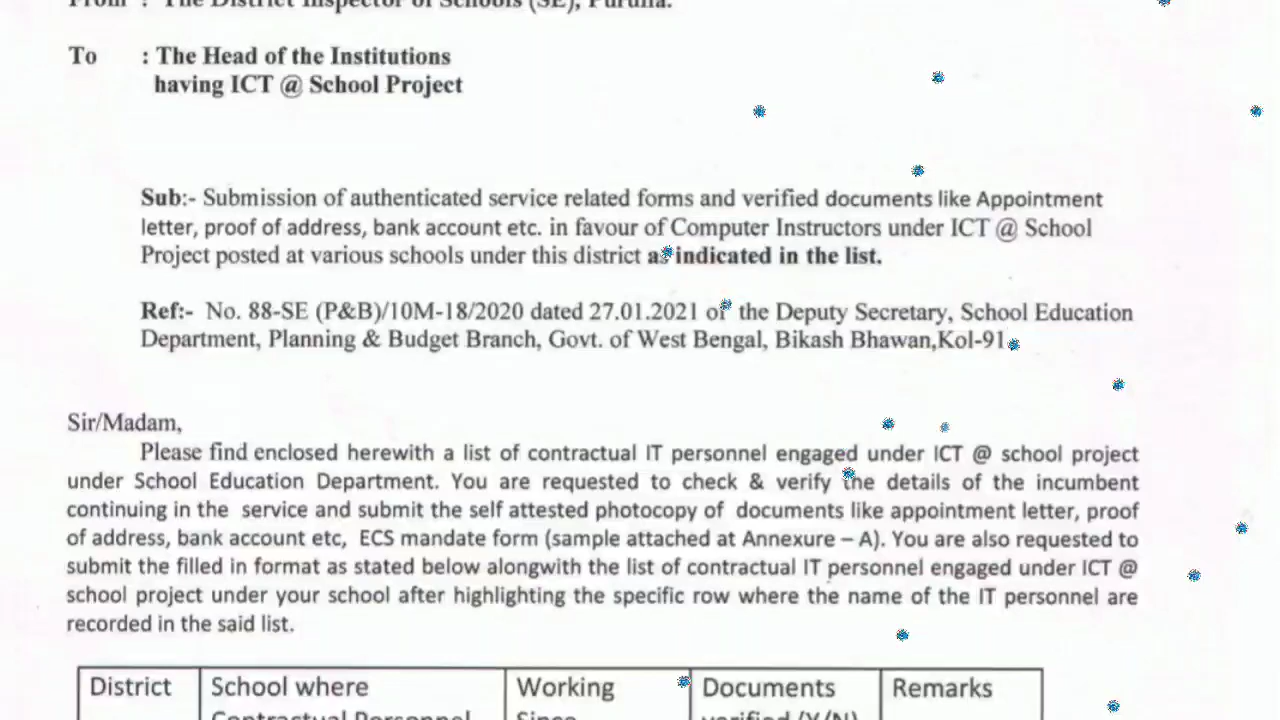 From : The District Inspector of Schools (SE), Purulia.
To : The Head of the Institutions
having ICT @ School Project
Sub:- Submission of authenticated service related forms and verified documents like Appointment
letter, proof of address, bank account etc. in favour of Computer Instructors under ICT @ School
Project posted at various schools under this district as indicated in the list.
Ref:- No. 88-SE (P&B)/10M-18/2020 dated 27.01.2021 of the Deputy Secretary, School Education
Department, Planning & Budget Branch, Govt. of West Bengal, Bikash Bhawan,Kol-91.
Sir/Madam,
Please find enclosed herewith a list of contractual IT personnel engaged under ICT @ school project
under School Education Department. You are requested to check & verify the details of the incumbent
continuing in the service and submit the self attested photocopy of documents like appointment letter, proof
of address, bank account etc, ECS mandate form (sample attached at Annexure – A). You are also requested to
submit the filled in format as stated below alongwith the list of contractual IT personnel engaged under ICT @
school project under your school after highlighting the specific row where the name of the IT personnel are
recorded in the said list.
District School where Working Documents Remarks
Contractual Personnel Since verified (Y/N)